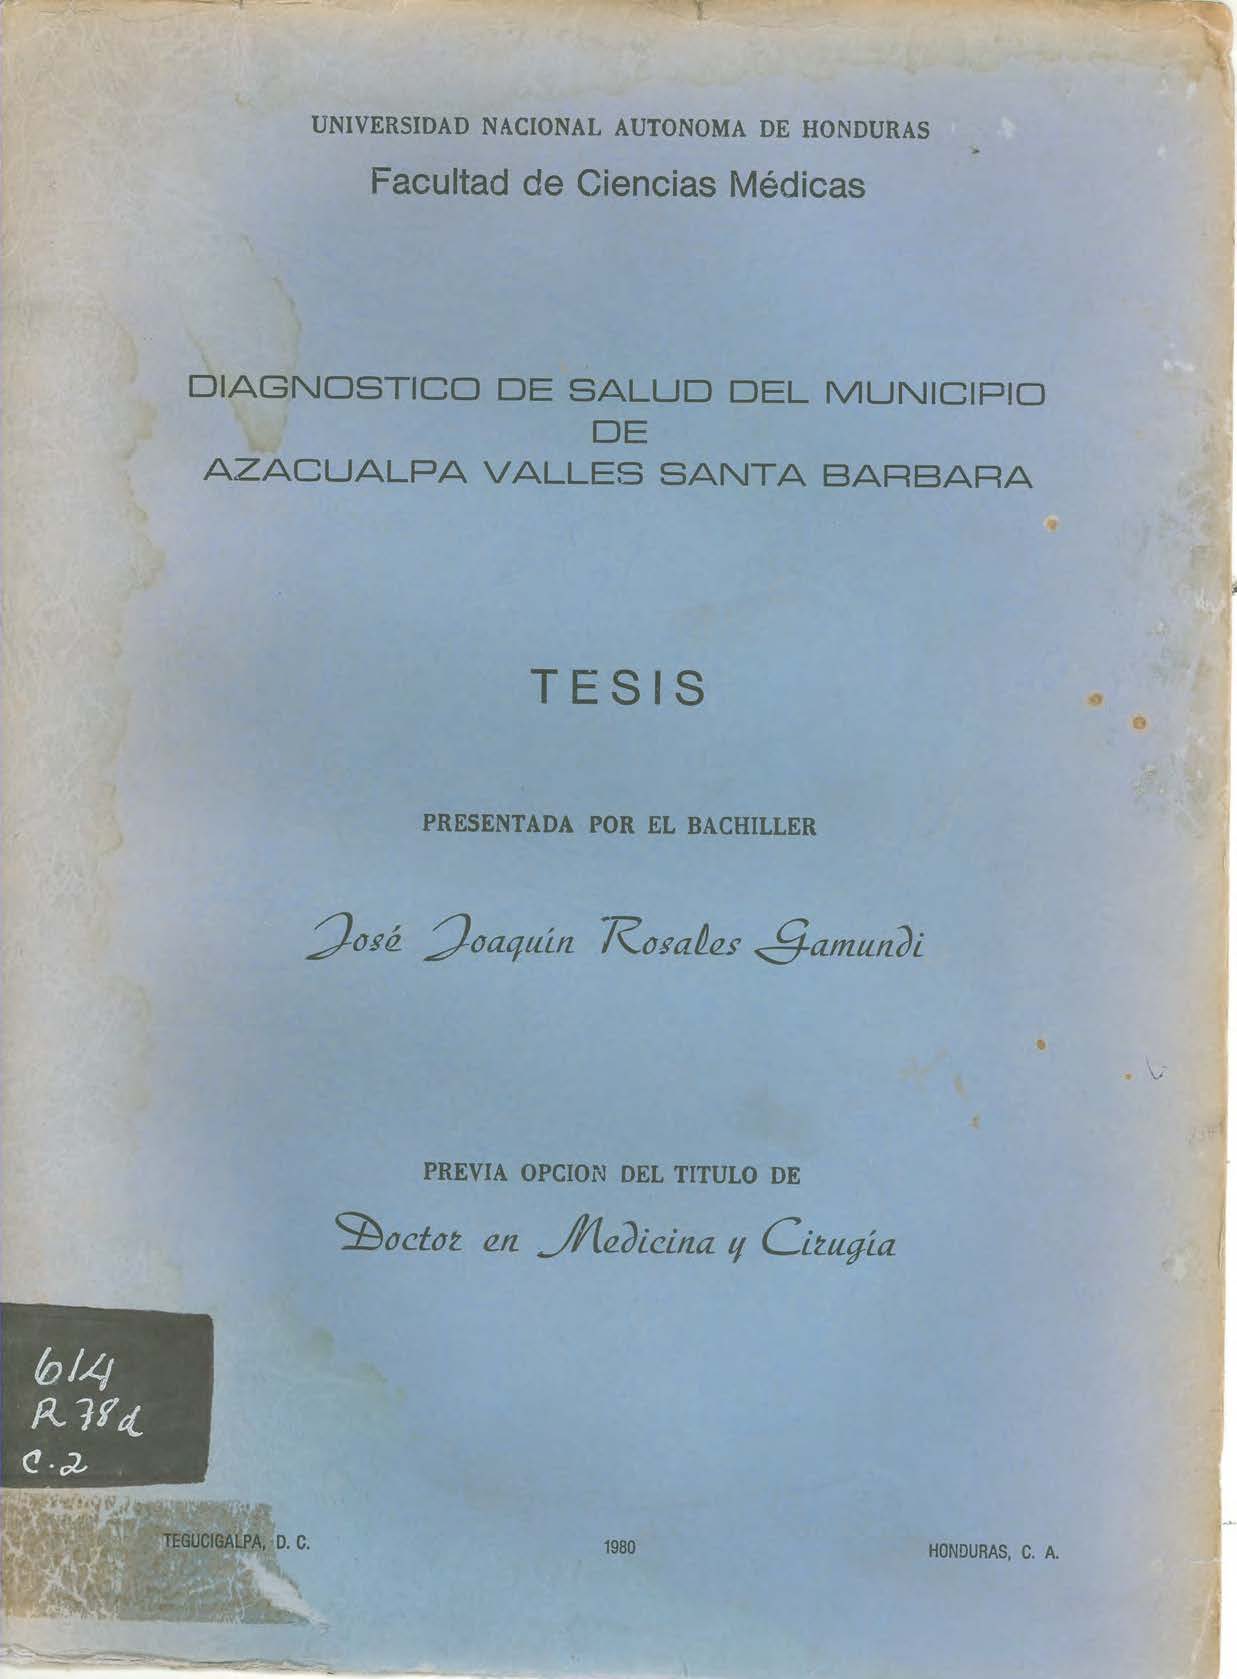 UNIVERSIDAD NACIONAL AUTONOMA DE HONDURAS
Facultad de Ciencias Médicas
DIAGNOSTICO DE SALUD DEL MUNICIPIO
DE
AZACUALPA VALLES SANTA BARBARA
TESIS
PRESENTADA POR EL BACHILLER
José Joaquín Rosales Gamundi
PREVIA OPCION DEL TITULO DE
Doctor en Medicina y Cirugía
614
R78d
C.2
TEGUCIGALPA, D. C. 1980 HONDURAS, C. A.